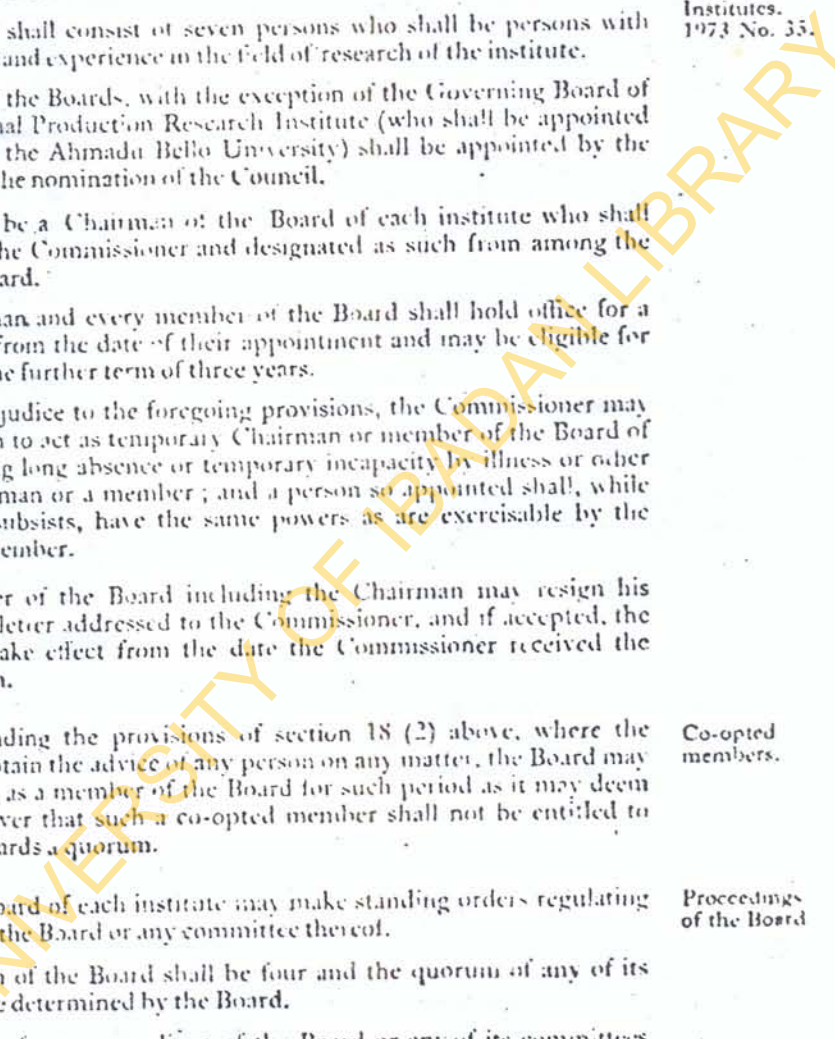 Institutes.
1973 No. 35.
shall consist of seven persons who shall be persons with
and experience in the field of research of the institute.
the Boards, with the exception of the Governing Board of
al Production Research Institute (who shall be appointed
the Ahmadu Bello University) shall be appointed by the
he nomination of the Council.
be a Chairman of the Board of each institute who shall
he Commissioner and designated as such from among the
ard.
an and every member of the Board shall hold office for a
from the date of their appointment and may be eligible for
e further term of three years.
judice to the foregoing provisions, the Commissioner may
n to act as temporary Chairman or member of the Board of
g long absence or temporary incapacity by illness or other
man or a member ; and a person so appointed shall, while
ubsists, have the same powers as are exercisable by the
ember.
er of the Board including the Chairman may resign his
letter addressed to the Commissioner, and if accepted, the
ake effect from the date the Commissioner received the
n.
nding the provisions of section 18 (2) above, where the
btain the advice of any person on any matter, the Board may
as a member of the Board for such period as it may deem
ver that such a co-opted member shall not be entitled to
ards a quorum.
Co-opted
members.
oard of each institute may make standing orders regulating
the Board or any committee thereof.
Proceedings
of the Board
n of the Board shall be four and the quorum of any of its
e determined by the Board.
of the Board or any of its committees
UNIVERSITY OF IBADAN LIBRARY